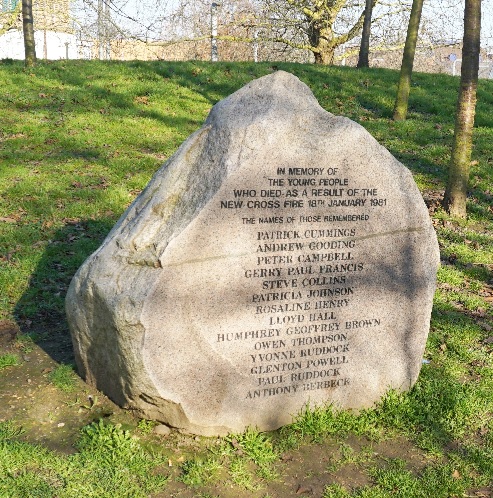 IN MEMORY OF
THE YOUNG PEOPLE
WHO DIED AS A RESULT OF THE
NEW CROSS FIRE 18TH JANUARY 1981
THE NAMES OF THOSE REMEMBERED
PATRICK CUMMINGS
ANDREW GOODING
PETER CAMPBELL
GERRY PAUL FRANCIS
STEVE COLLINS
PATRICIA JOHNSON
ROSALINE HENRY
LLOYD HALL
HUMPHREY GEOFFREY BROWN
OWEN THOMPSON
YVONNE RUDDOCK
GLENTON POWELL
PAUL RUDDOCK
ANTHONY BERBECK